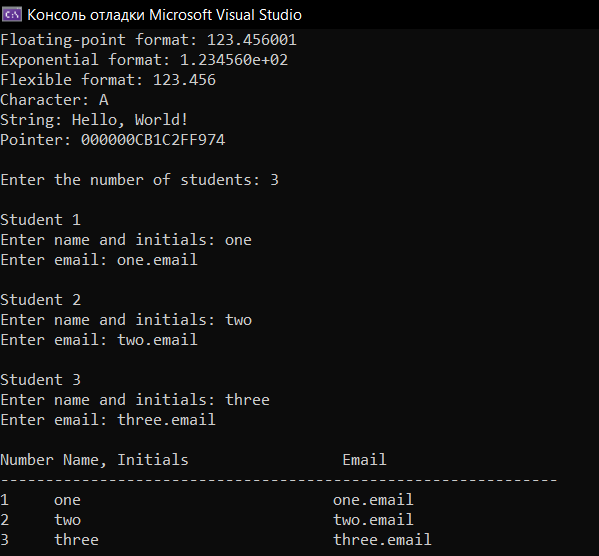 Консоль отладки Microsoft Visual Studio
Floating-point format: 123.456001
Exponential format: 1.234560e+02
Flexible format: 123.456
Character: A
String: Hello, World!
Pointer: 000000CB1C2FF974
Enter the number of students: 3
Student 1
Enter name and initials: one
Enter email: one.email
Student 2
Enter name and initials: two
Enter email: two.email
Student 3
Enter name and initials: three
Enter email: three.email
Number Name, Initials                 Email
--------------------------------------------------------------
1     one                            one.email
2     two                            two.email
3     three                          three.email